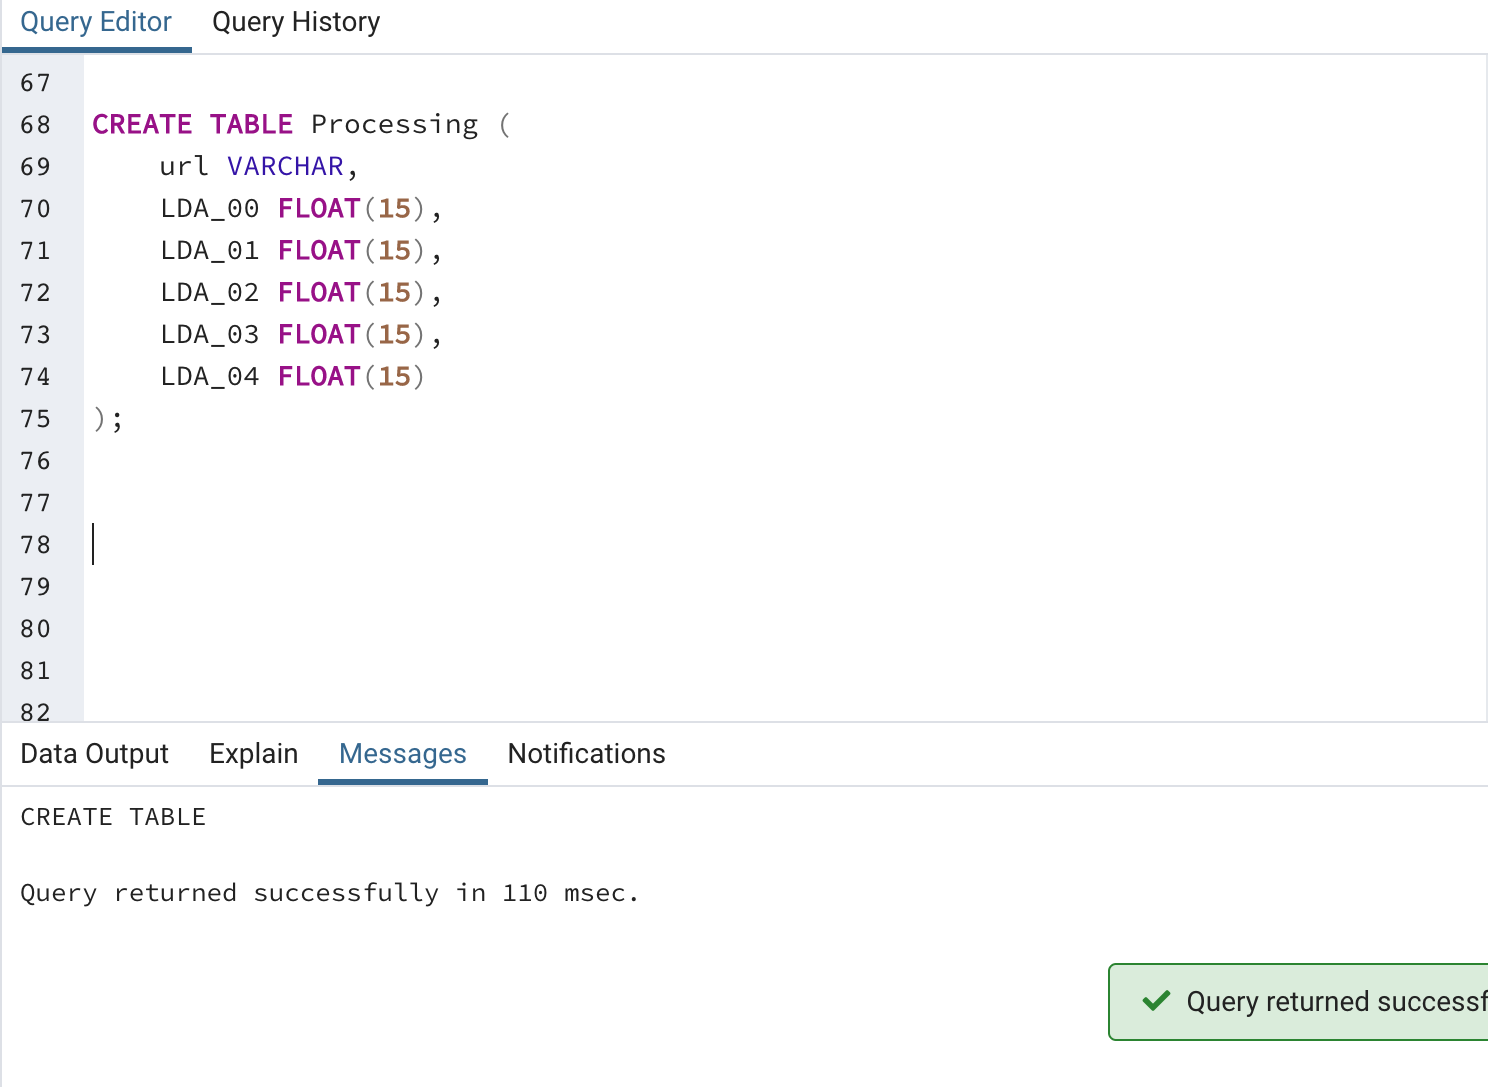 Query Editor Query History
67
68 CREATE TABLE Processing (
69 url VARCHAR,
70 LDA_00 FLOAT(15),
71 LDA_01 FLOAT(15),
72 LDA_02 FLOAT(15),
73 LDA_03 FLOAT(15),
74 LDA_04 FLOAT(15)
75 );
76
77
78
79
80
81
82
Data Output Explain Messages Notifications
CREATE TABLE
Query returned successfully in 110 msec.
Query returned successf